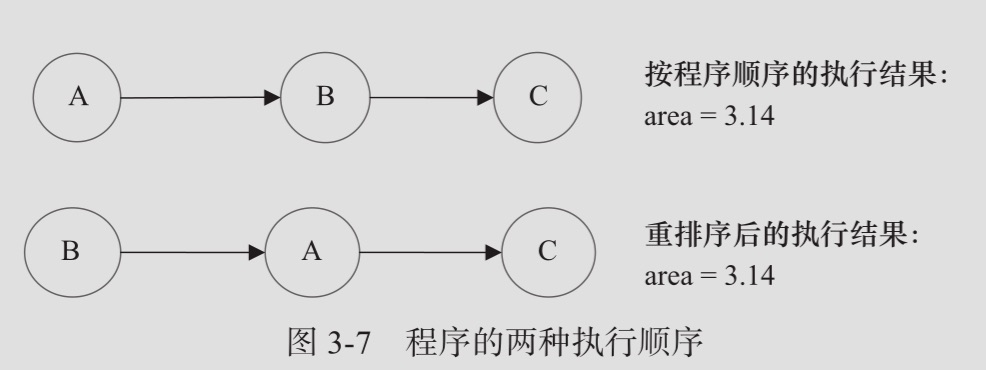 A B C
按程序顺序的执行结果:
area = 3.14
B A C
重排序后的执行结果:
area = 3.14
图 3-7 程序的两种执行顺序